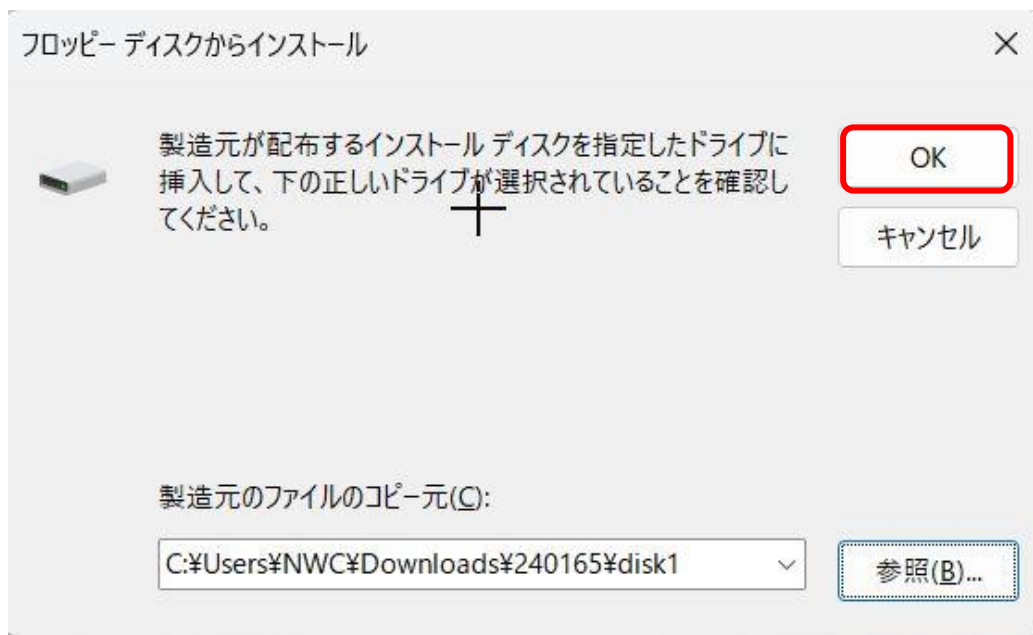 フロッピー ディスクからインストール
製造元が配布するインストール ディスクを指定したドライブに
挿入して、下の正しいドライブが選択されていることを確認し
てください。
OK
キャンセル
製造元のファイルのコピー元(C):
C:¥Users¥NWC¥Downloads¥240165¥disk1
参照(B)...